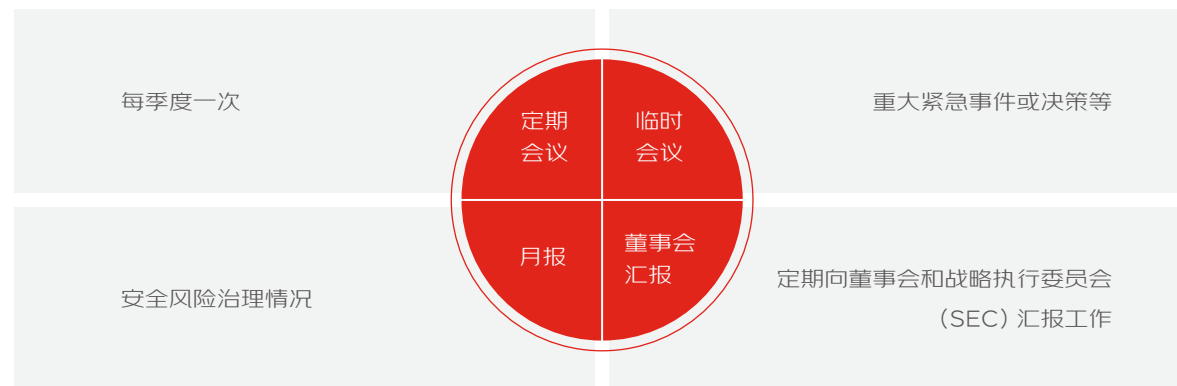 每季度一次
定期
会议
临时
会议
重大紧急事件或决策等
安全风险治理情况
月报
董事会
汇报
定期向董事会和战略执行委员会
（SEC）汇报工作